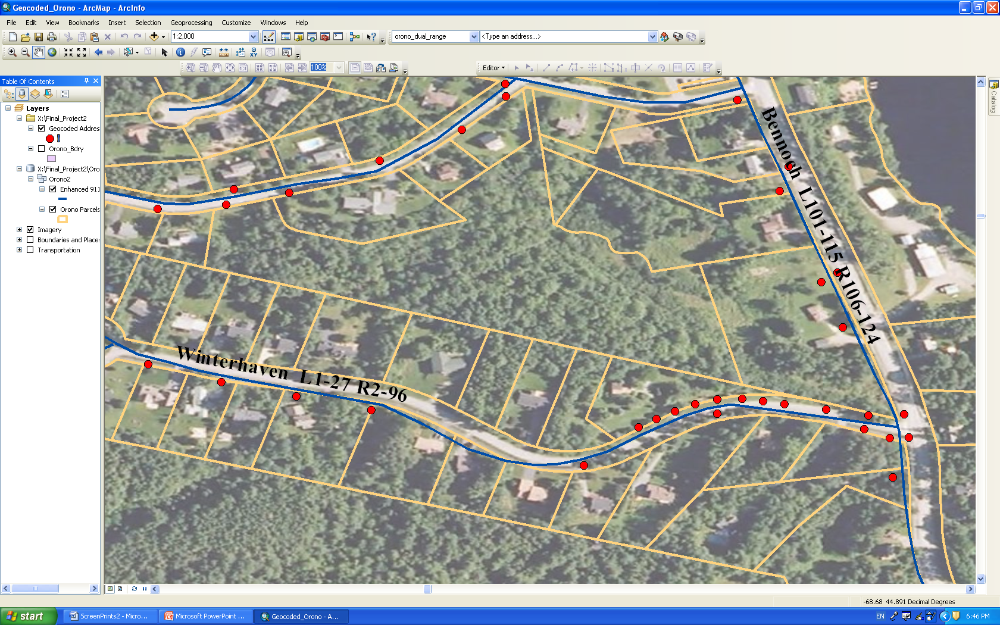 Geocoded_Orono - ArcMap - ArcInfo
File Edit View Bookmarks Insert Selection Geoprocessing Customize Windows Help
1:2,000
orono_dual_range
<Type an address...>
100%
Editor
Table Of Contents
Layers
X:\Final_Project2
Geocoded Addres
Orono_Bdry
X:\Final_Project2\Oro
Orono2
Enhanced 911
Orono Parcels
Imagery
Boundaries and Place
Transportation
Catalog
Bennoch L101-115 R106-124
Winterhaven L1-27 R2-96
-68.68 44.891 Decimal Degrees
start
ScreenPrints2 - Micro...
Microsoft PowerPoint ...
Geocoded_Orono - A...
EN
6:46 PM